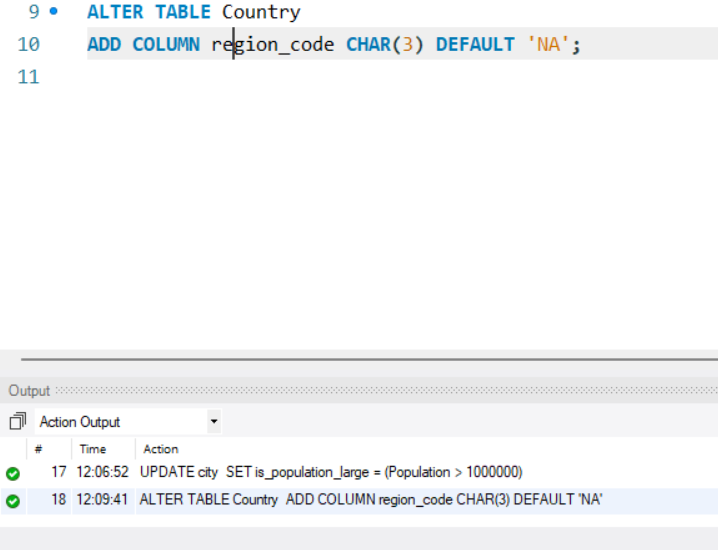 9 ALTER TABLE Country
10 ADD COLUMN region_code CHAR(3) DEFAULT 'NA';
11
Output
Action Output
# Time Action
17 12:06:52 UPDATE city SET is_population_large = (Population > 1000000)
18 12:09:41 ALTER TABLE Country ADD COLUMN region_code CHAR(3) DEFAULT 'NA'